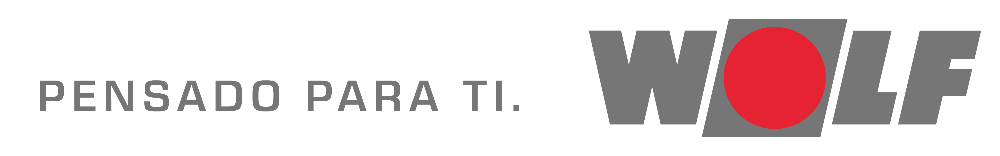 PENSADO PARA TI. WOLF